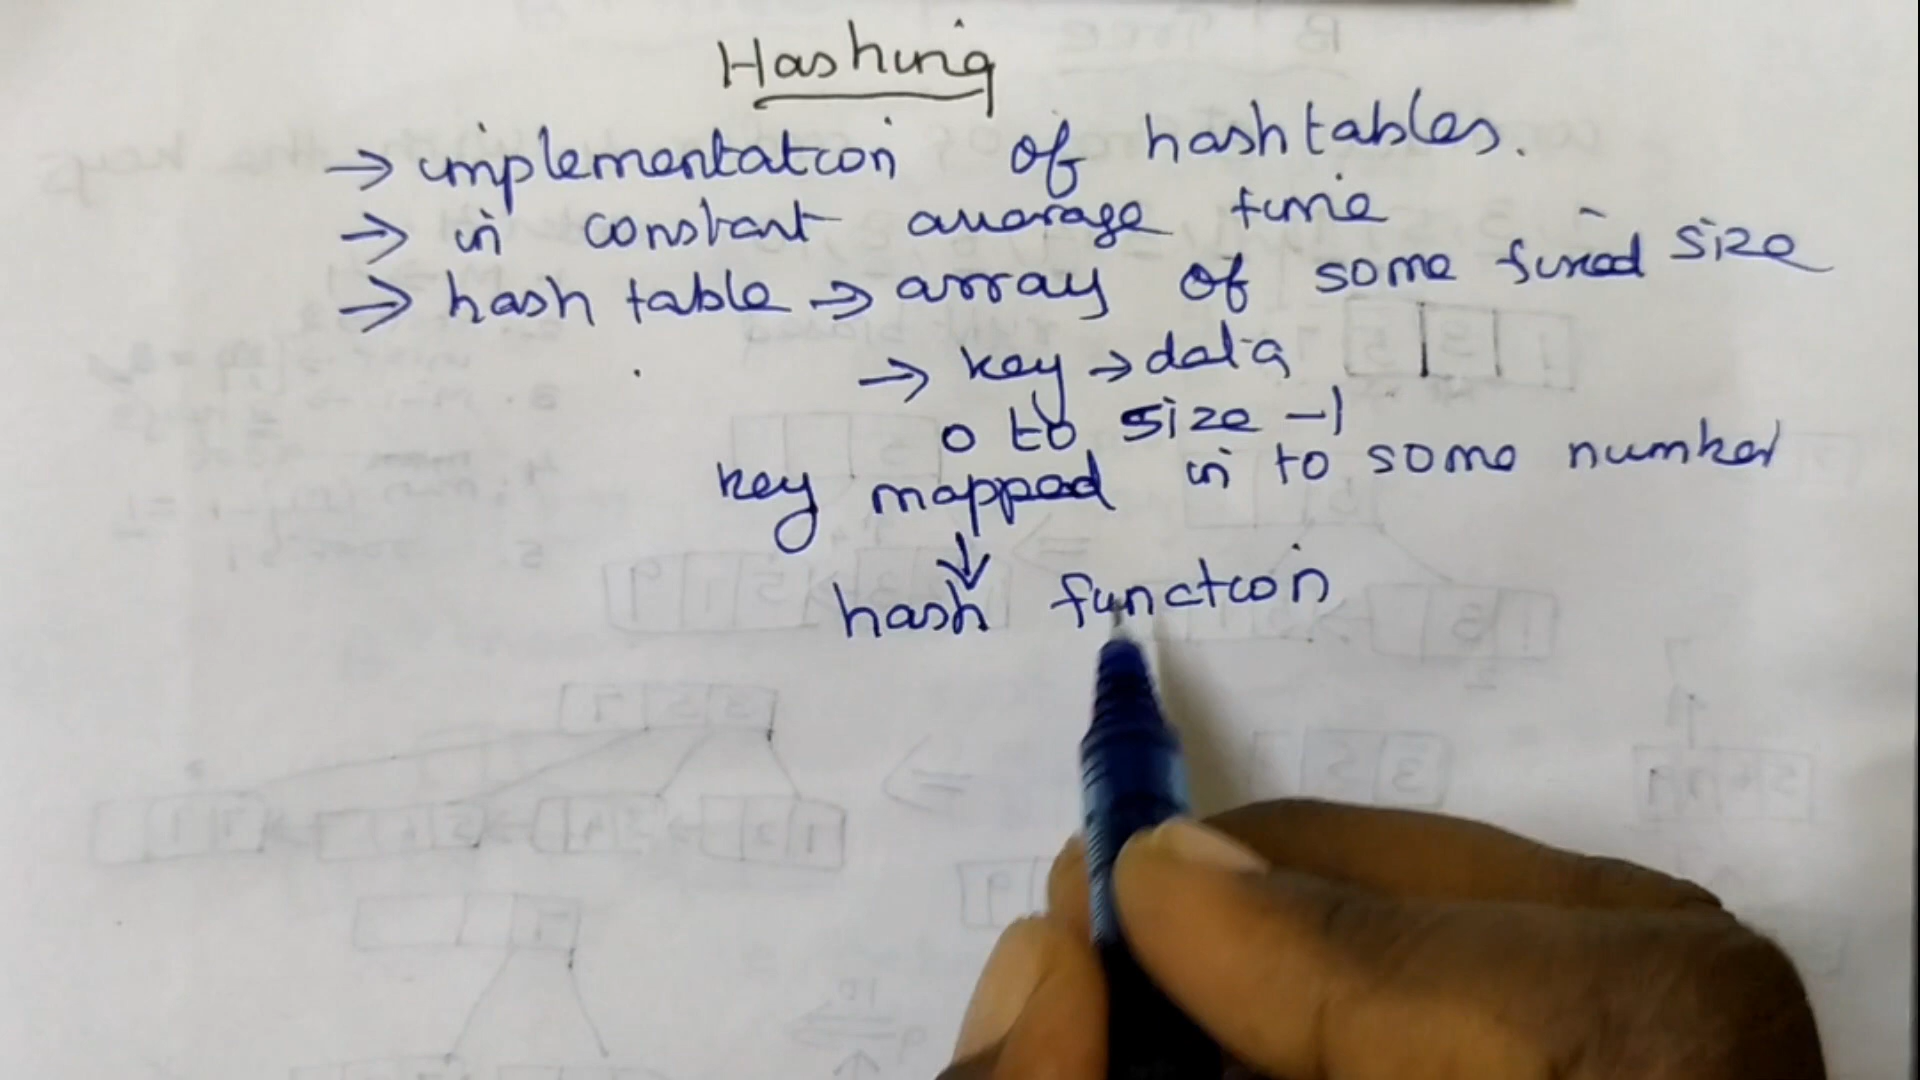 Hashing
→ implementation of hashtables.
→ in constant average time
→ hash table → array of some fixed size
→ key → data
0 to size -1
key mapped in to some number
↓
hash function